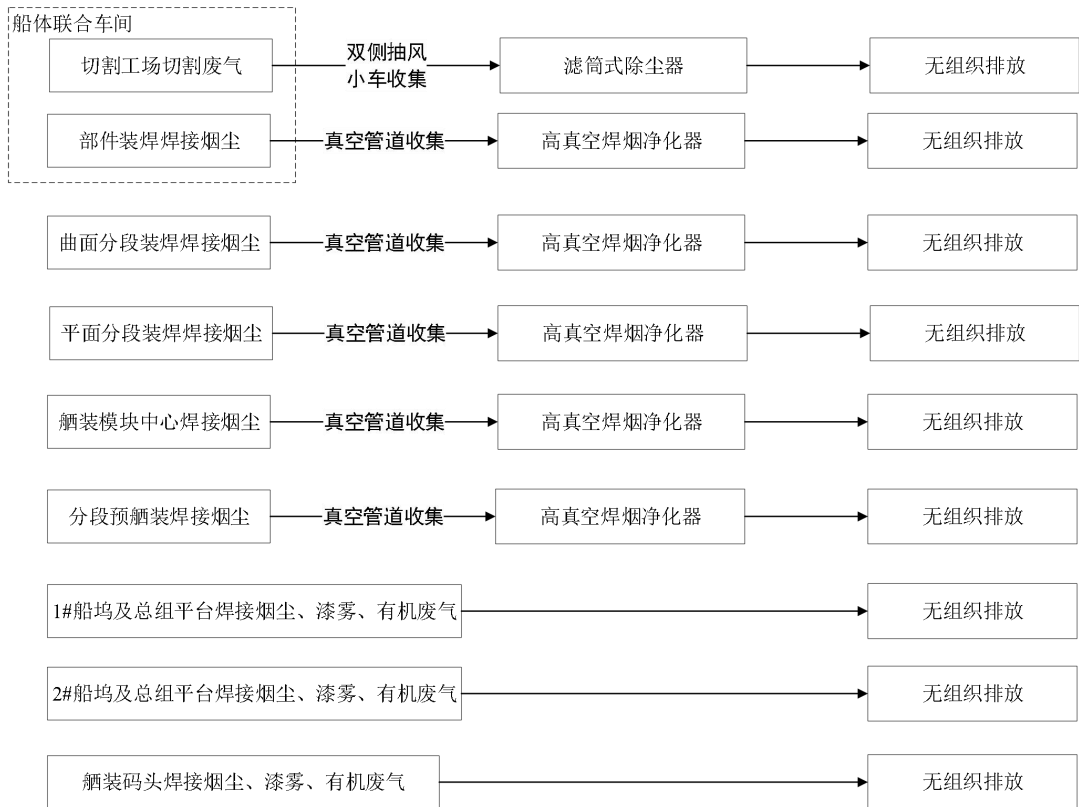 船体联合车间
切割工场切割废气
双侧抽风
小车收集
滤筒式除尘器
无组织排放
部件装焊焊接烟尘
真空管道收集
高真空焊烟净化器
无组织排放
曲面分段装焊焊接烟尘
真空管道收集
高真空焊烟净化器
无组织排放
平面分段装焊焊接烟尘
真空管道收集
高真空焊烟净化器
无组织排放
舾装模块中心焊接烟尘
真空管道收集
高真空焊烟净化器
无组织排放
分段预舾装焊接烟尘
真空管道收集
高真空焊烟净化器
无组织排放
1#船坞及总组平台焊接烟尘、漆雾、有机废气
无组织排放
2#船坞及总组平台焊接烟尘、漆雾、有机废气
无组织排放
舾装码头焊接烟尘、漆雾、有机废气
无组织排放